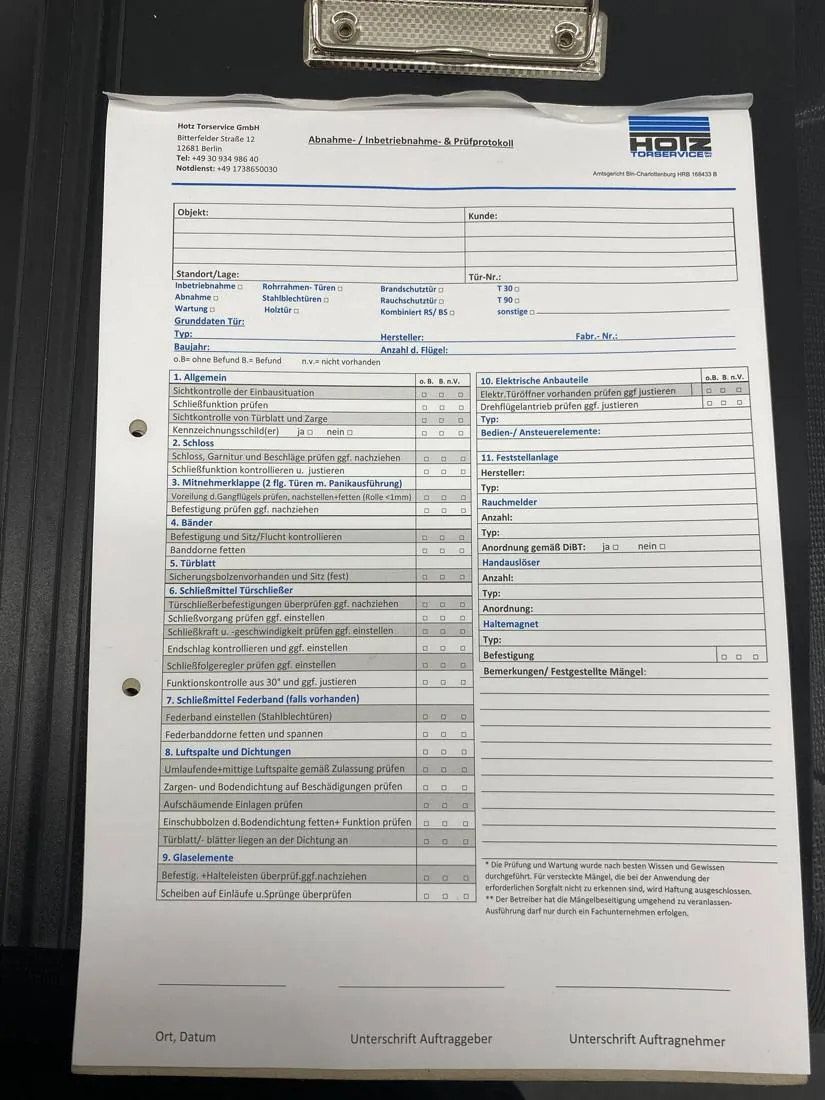 Hotz Torservice GmbH
Bitterfelder Straße 12
12681 Berlin
Tel: +49 30 934 986 40
Notdienst: +49 1738650030
Abnahme- / Inbetriebnahme- & Prüfprotokoll
HOTZ
TORSERVICE
Amtsgericht Bln-Charlottenburg HRB 168433 B
Objekt: Kunde:
Standort/Lage: Tür-Nr.:
Inbetriebnahme □ Rohrrahmen- Türen □ Brandschutztür □ T 30 □
Abnahme □ Stahlblechtüren □ Rauchschutztür □ T 90 □
Wartung □ Holztür □ Kombiniert RS/ BS □ sonstige □
Grunddaten Tür:
Typ: Hersteller: Fabr.- Nr.:
Baujahr: Anzahl d. Flügel:
o.B= ohne Befund B.= Befund n.v.= nicht vorhanden
1. Allgemein o. B. B. n.V.
Sichtkontrolle der Einbausituation □ □ □
Schließfunktion prüfen □ □ □
Sichtkontrolle von Türblatt und Zarge □ □ □
Kennzeichnungsschild(er) ja □ nein □ □ □ □
2. Schloss
Schloss, Garnitur und Beschläge prüfen ggf. nachziehen □ □ □
Schließfunktion kontrollieren u. justieren □ □ □
3. Mitnehmerklappe (2 flg. Türen m. Panikausführung)
Voreilung d.Gangflügels prüfen, nachstellen+fetten (Rolle <1mm) □ □ □
Befestigung prüfen ggf. nachziehen □ □ □
4. Bänder
Befestigung und Sitz/Flucht kontrollieren □ □ □
Banddorne fetten □ □ □
5. Türblatt
Sicherungsbolzenvorhanden und Sitz (fest) □ □ □
6. Schließmittel Türschließer
Türschließerbefestigungen überprüfen ggf. nachziehen □ □ □
Schließvorgang prüfen ggf. einstellen □ □ □
Schließkraft u. -geschwindigkeit prüfen ggf. einstellen □ □ □
Endschlag kontrollieren und ggf. einstellen □ □ □
Schließfolgeregler prüfen ggf. einstellen □ □ □
Funktionskontrolle aus 30° und ggf. justieren □ □ □
7. Schließmittel Federband (falls vorhanden)
Federband einstellen (Stahlblechtüren) □ □ □
Federbanddorne fetten und spannen □ □ □
8. Luftspalte und Dichtungen □ □ □
Umlaufende+mittige Luftspalte gemäß Zulassung prüfen □ □ □
Zargen- und Bodendichtung auf Beschädigungen prüfen □ □ □
Aufschäumende Einlagen prüfen □ □ □
Einschubbolzen d.Bodendichtung fetten+ Funktion prüfen □ □ □
Türblatt/- blätter liegen an der Dichtung an □ □ □
9. Glaselemente
Befestig. +Halteleisten überprüf.ggf.nachziehen □ □ □
Scheiben auf Einläufe u.Sprünge überprüfen □ □ □
10. Elektrische Anbauteile o.B. B. n.V.
Elektr.Türöffner vorhanden prüfen ggf justieren □ □ □
Drehflügelantrieb prüfen ggf. justieren □ □ □
Typ:
Bedien-/ Ansteuerelemente:
11. Feststellanlage
Hersteller:
Typ:
Rauchmelder
Anzahl:
Typ:
Anordnung gemäß DiBT: ja □ nein □
Handauslöser
Anzahl:
Typ:
Anordnung:
Haltemagnet
Typ:
Befestigung □ □ □
Bemerkungen/ Festgestellte Mängel:
* Die Prüfung und Wartung wurde nach besten Wissen und Gewissen
durchgeführt. Für versteckte Mängel, die bei der Anwendung der
erforderlichen Sorgfalt nicht zu erkennen sind, wird Haftung ausgeschlossen.
** Der Betreiber hat die Mängelbeseitigung umgehend zu veranlassen-
Ausführung darf nur durch ein Fachunternehmen erfolgen.
Ort, Datum Unterschrift Auftraggeber Unterschrift Auftragnehmer